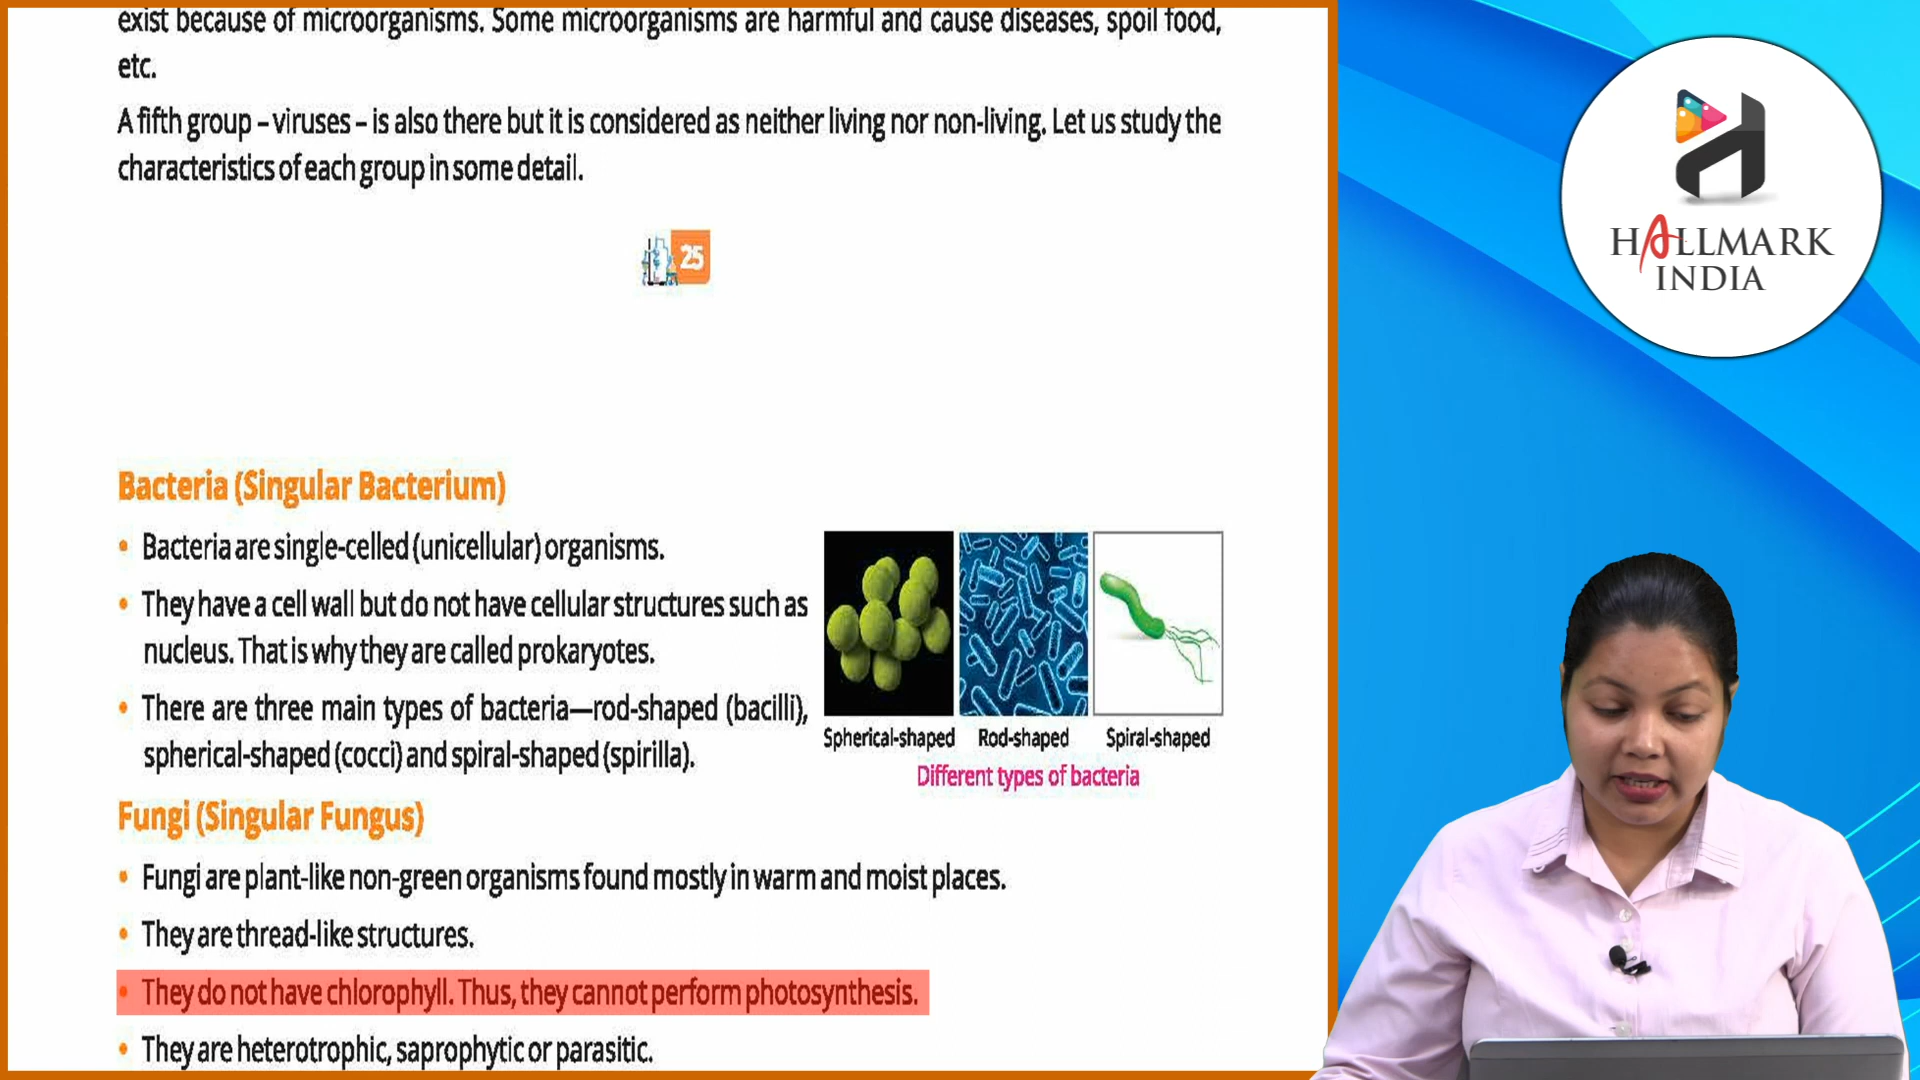 exist because of microorganisms. Some microorganisms are harmful and cause diseases, spoil food,
etc.
A fifth group – viruses – is also there but it is considered as neither living nor non-living. Let us study the
characteristics of each group in some detail.
25
Bacteria (Singular Bacterium)
• Bacteria are single-celled (unicellular) organisms.
• They have a cell wall but do not have cellular structures such as
nucleus. That is why they are called prokaryotes.
• There are three main types of bacteria—rod-shaped (bacilli),
spherical-shaped (cocci) and spiral-shaped (spirilla).
Spherical-shaped Rod-shaped Spiral-shaped
Different types of bacteria
Fungi (Singular Fungus)
• Fungi are plant-like non-green organisms found mostly in warm and moist places.
• They are thread-like structures.
• They do not have chlorophyll. Thus, they cannot perform photosynthesis.
• They are heterotrophic, saprophytic or parasitic.
HALLMARK
INDIA